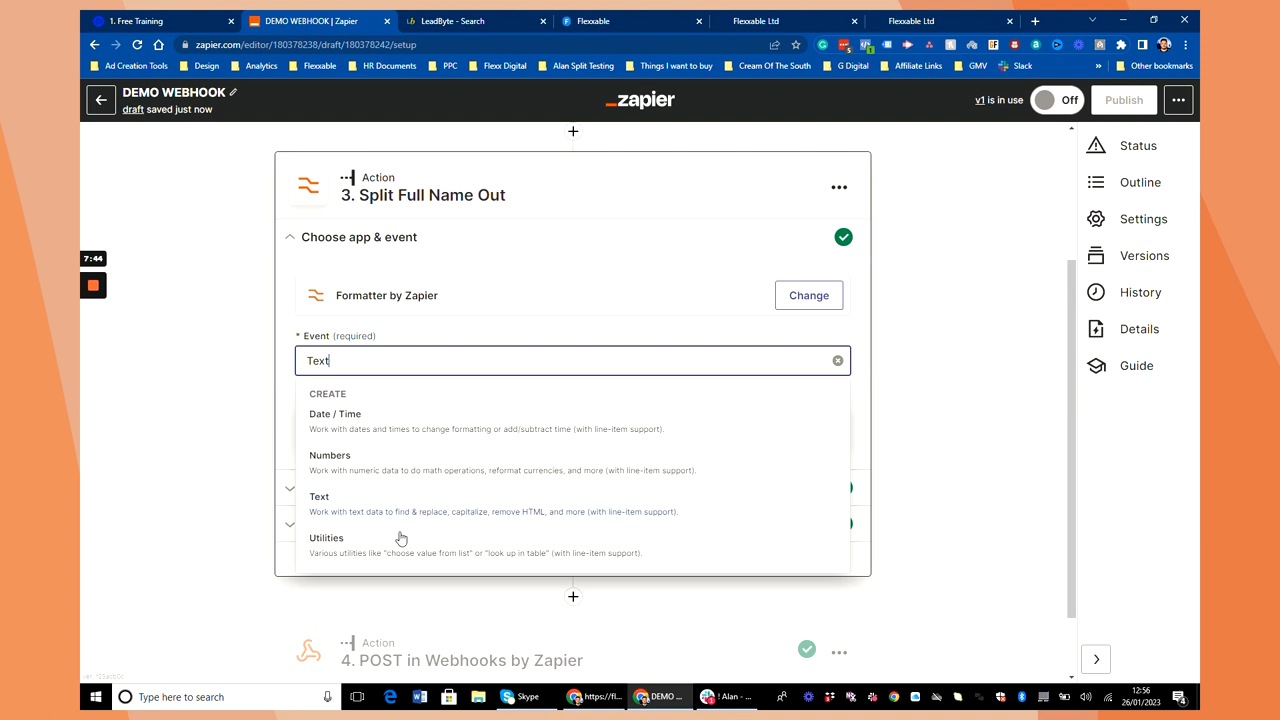 1. Free Training
DEMO WEBHOOK | Zapier
LeadByte - Search
Flexxable
Flexxable Ltd
Flexxable Ltd
zapier.com/editor/180378238/draft/180378242/setup
Ad Creation Tools
Design
Analytics
Flexxable
HR Documents
PPC
Flexx Digital
Alan Split Testing
Things I want to buy
Cream Of The South
G Digital
Affiliate Links
GMV
Slack
»
Other bookmarks
DEMO WEBHOOK
draft saved just now
_zapier
v1 is in use
Off
Publish
Action
3. Split Full Name Out
Choose app & event
Formatter by Zapier
Change
* Event (required)
Text
CREATE
Date / Time
Work with dates and times to change formatting or add/subtract time (with line-item support).
Numbers
Work with numeric data to do math operations, reformat currencies, and more (with line-item support).
Text
Work with text data to find & replace, capitalize, remove HTML, and more (with line-item support).
Utilities
Various utilities like "choose value from list" or "look up in table" (with line-item support).
Action
4. POST in Webhooks by Zapier
Status
Outline
Settings
Versions
History
Details
Guide
7:44
Type here to search
Skype
https://fl...
DEMO ...
! Alan - ...
12:56
26/01/2023
4